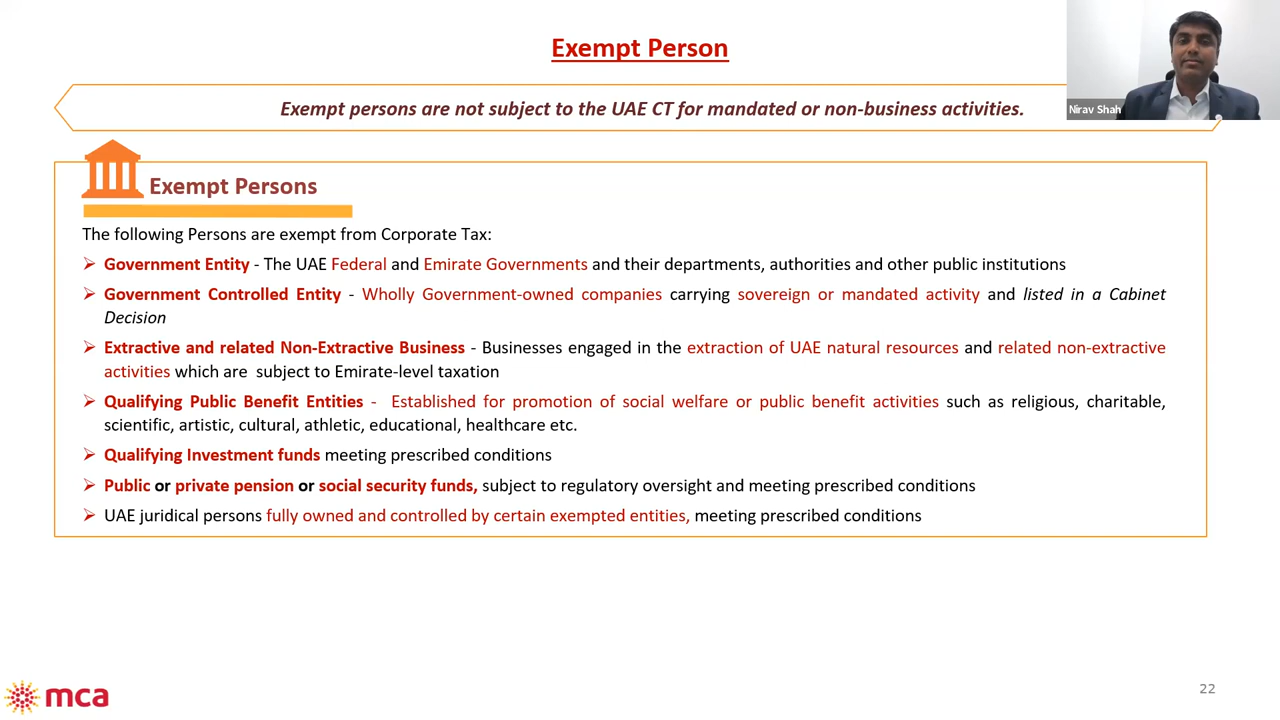 Exempt Person
Exempt persons are not subject to the UAE CT for mandated or non-business activities.
Nirav Shah
Exempt Persons
The following Persons are exempt from Corporate Tax:
➢ Government Entity - The UAE Federal and Emirate Governments and their departments, authorities and other public institutions
➢ Government Controlled Entity - Wholly Government-owned companies carrying sovereign or mandated activity and listed in a Cabinet
Decision
➢ Extractive and related Non-Extractive Business - Businesses engaged in the extraction of UAE natural resources and related non-extractive
activities which are subject to Emirate-level taxation
➢ Qualifying Public Benefit Entities - Established for promotion of social welfare or public benefit activities such as religious, charitable,
scientific, artistic, cultural, athletic, educational, healthcare etc.
➢ Qualifying Investment funds meeting prescribed conditions
➢ Public or private pension or social security funds, subject to regulatory oversight and meeting prescribed conditions
➢ UAE juridical persons fully owned and controlled by certain exempted entities, meeting prescribed conditions
mca
22